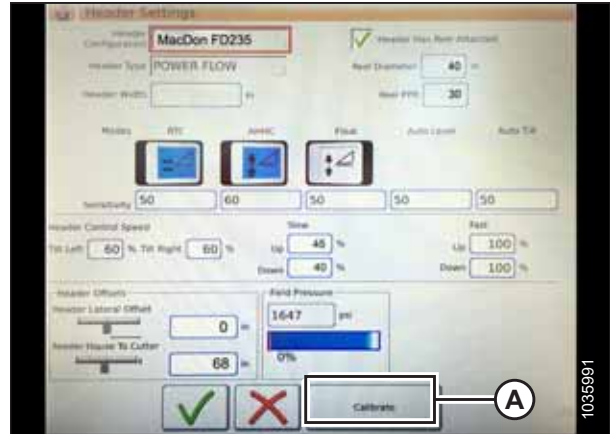 Header Settings
Header Configuration MacDon FD235 Header Has Reel Attached
Header Type POWER FLOW Reel Diameter 40 in
Header Width in Reel PPR 30
Modes RTC AHHC Float Auto Level Auto Tilt
Sensitivity 50 60 50 50 50
Header Control Speed Slow Fast
Tilt Left 60 % Tilt Right 60 % Up 45 % Up 100 %
Down 40 % Down 100 %
Header Offsets Field Pressure
Header Lateral Offset 1647 psi
0 in
Header House To Cutter 0%
68 in
Calibrate A
1035991